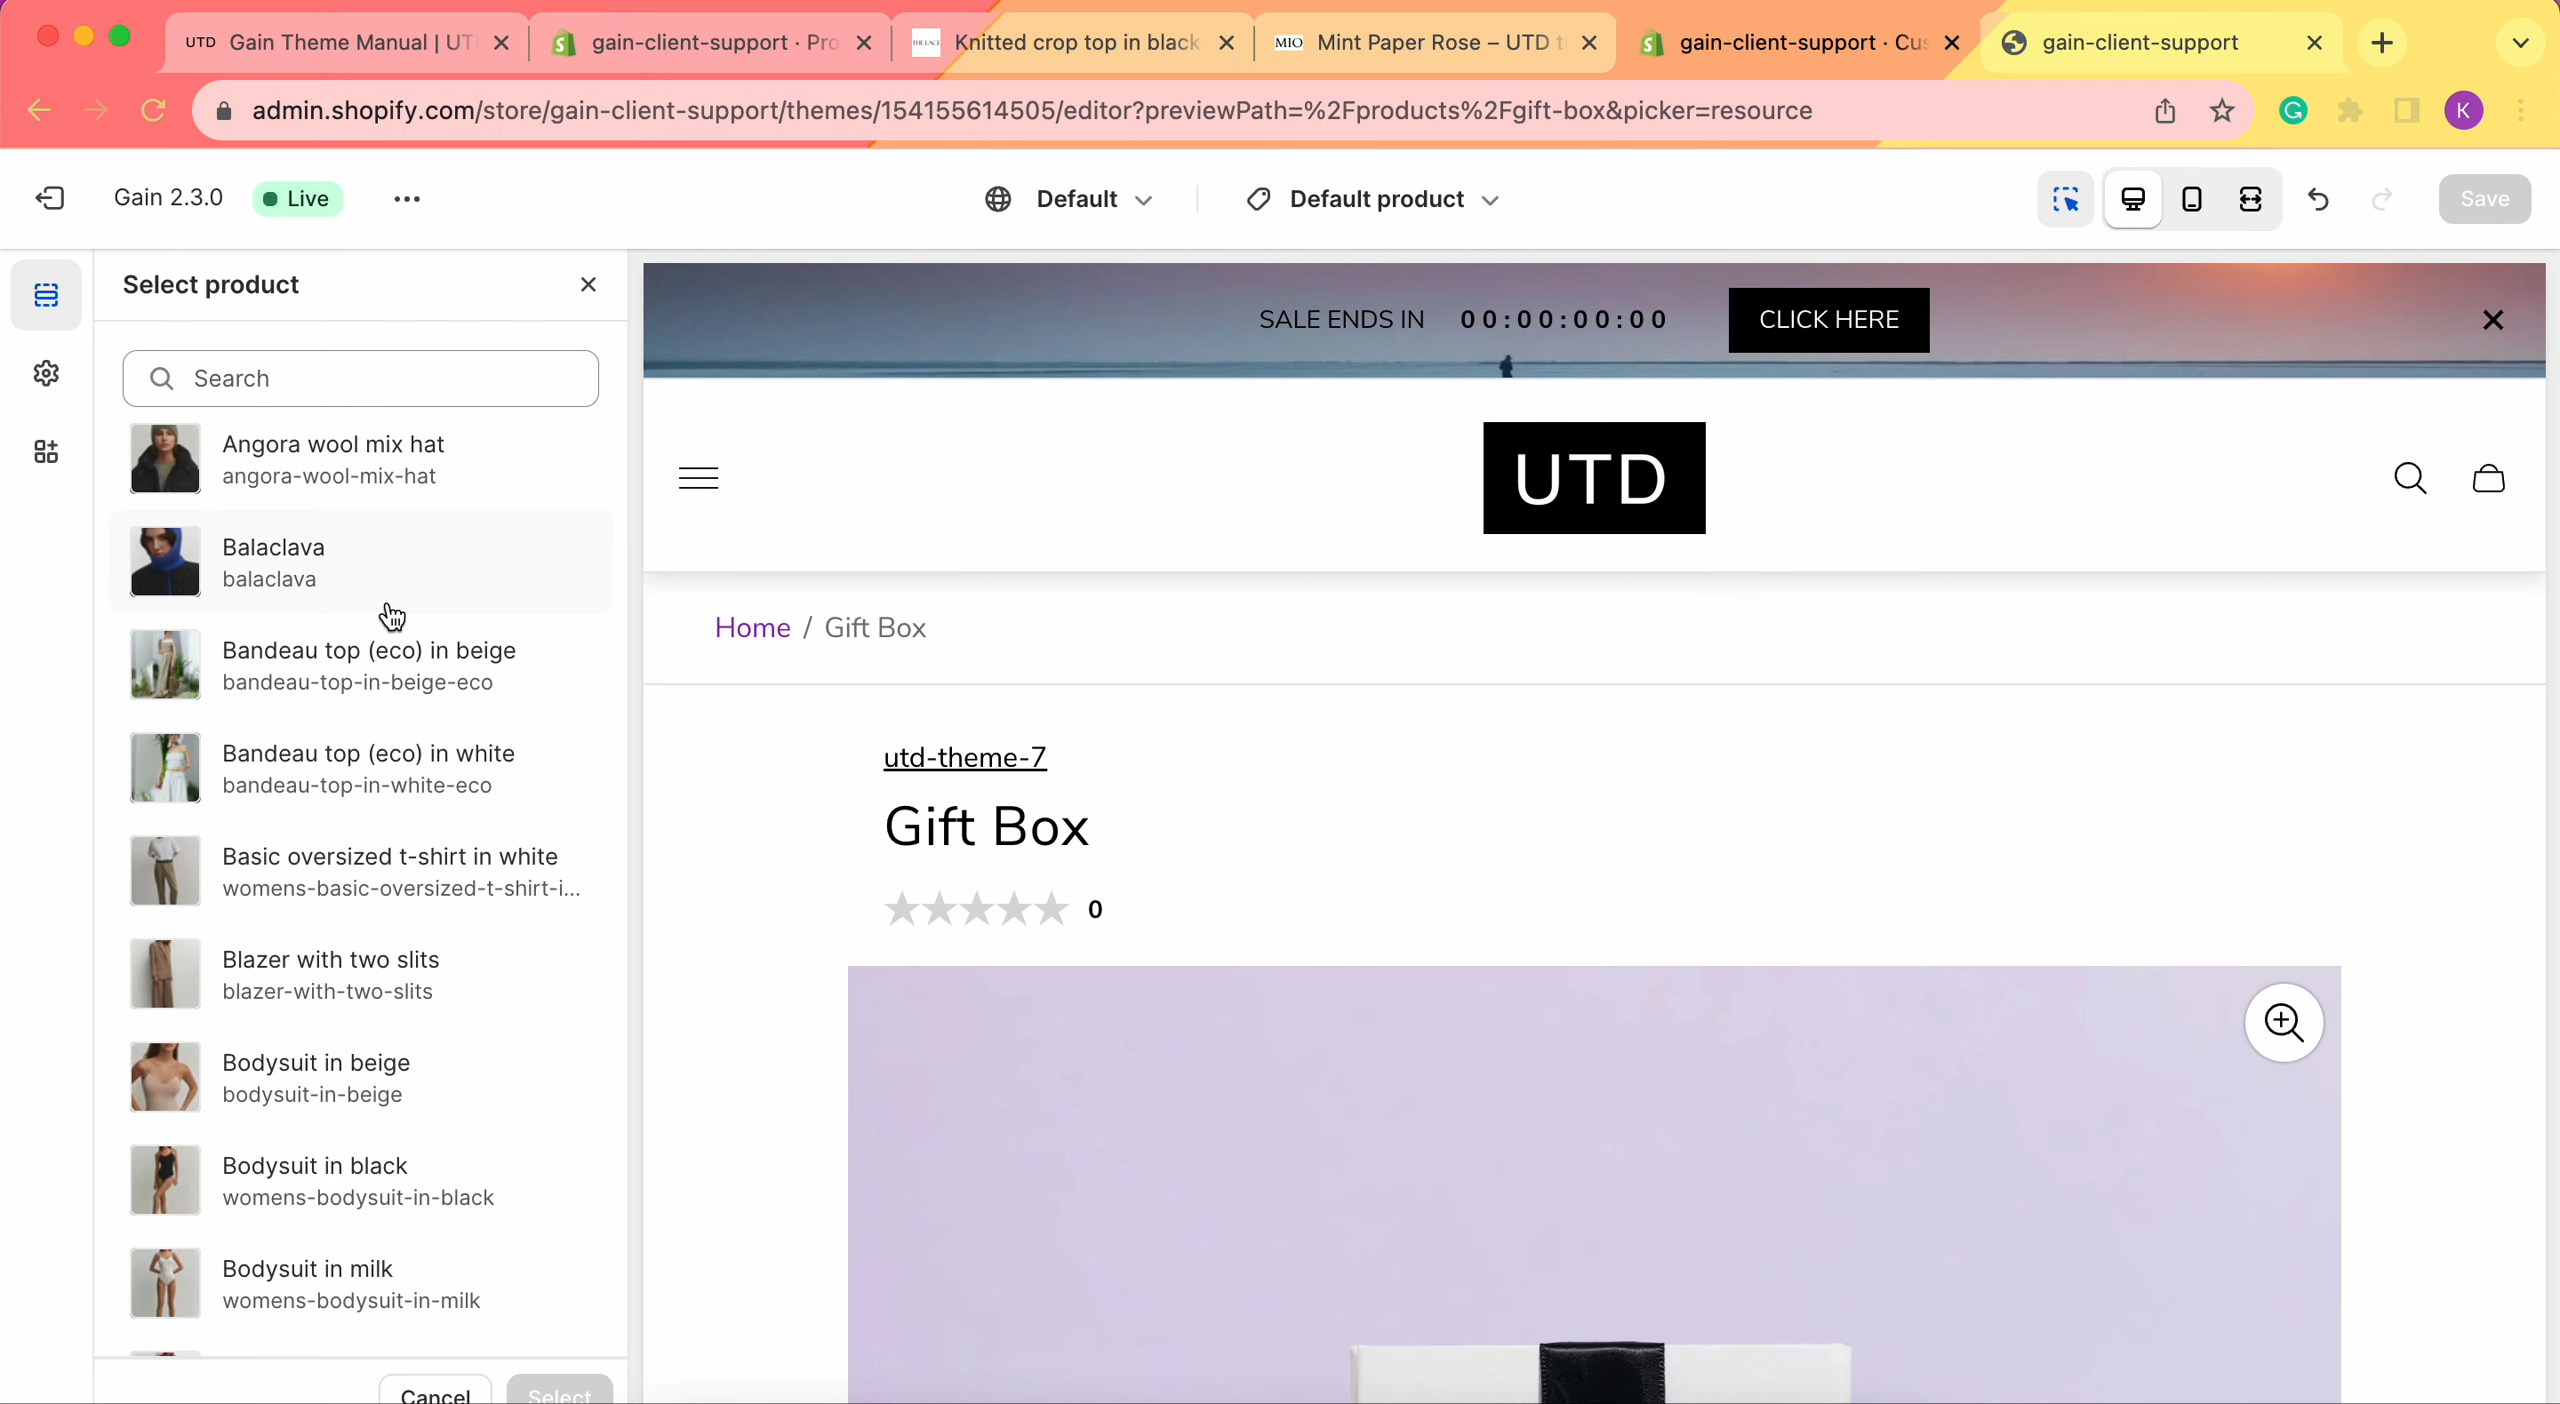 UTD Gain Theme Manual | UT
gain-client-support · Pro
THE LACE Knitted crop top in black
MIO Mint Paper Rose – UTD t
gain-client-support · Cus
gain-client-support
admin.shopify.com/store/gain-client-support/themes/154155614505/editor?previewPath=%2Fproducts%2Fgift-box&picker=resource
G
K
Gain 2.3.0
Live
Default
Default product
Save
Select product
Search
Angora wool mix hat
angora-wool-mix-hat
Balaclava
balaclava
Bandeau top (eco) in beige
bandeau-top-in-beige-eco
Bandeau top (eco) in white
bandeau-top-in-white-eco
Basic oversized t-shirt in white
womens-basic-oversized-t-shirt-i...
Blazer with two slits
blazer-with-two-slits
Bodysuit in beige
bodysuit-in-beige
Bodysuit in black
womens-bodysuit-in-black
Bodysuit in milk
womens-bodysuit-in-milk
Cancel
Select
SALE ENDS IN 00:00:00:00 CLICK HERE
UTD
Home / Gift Box
utd-theme-7
Gift Box
0